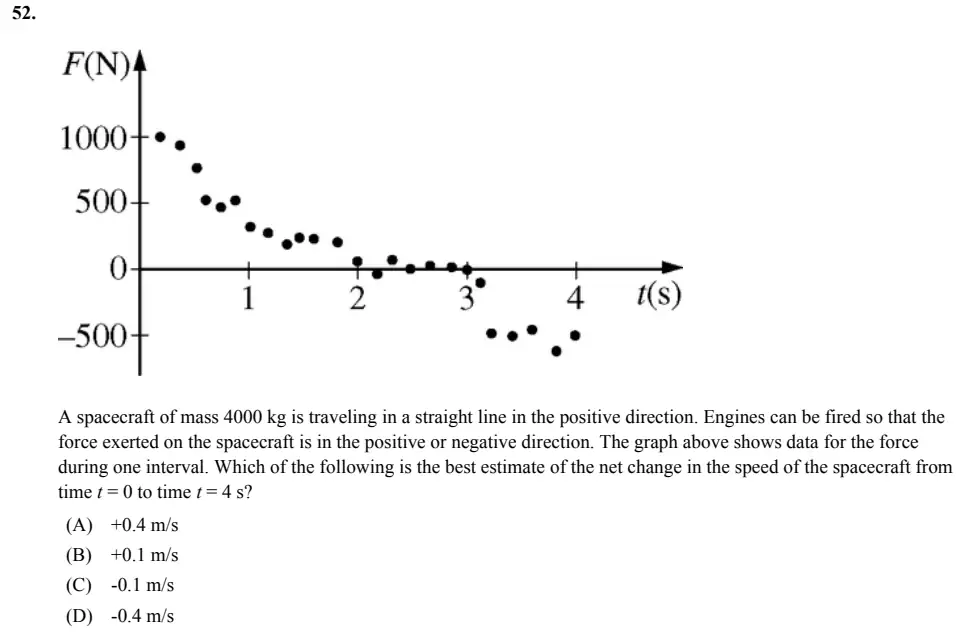 52.
F(N)
1000
500
0
1 2 3 4 t(s)
–500
A spacecraft of mass 4000 kg is traveling in a straight line in the positive direction. Engines can be fired so that the
force exerted on the spacecraft is in the positive or negative direction. The graph above shows data for the force
during one interval. Which of the following is the best estimate of the net change in the speed of the spacecraft from
time t = 0 to time t = 4 s?
(A) +0.4 m/s
(B) +0.1 m/s
(C) -0.1 m/s
(D) -0.4 m/s